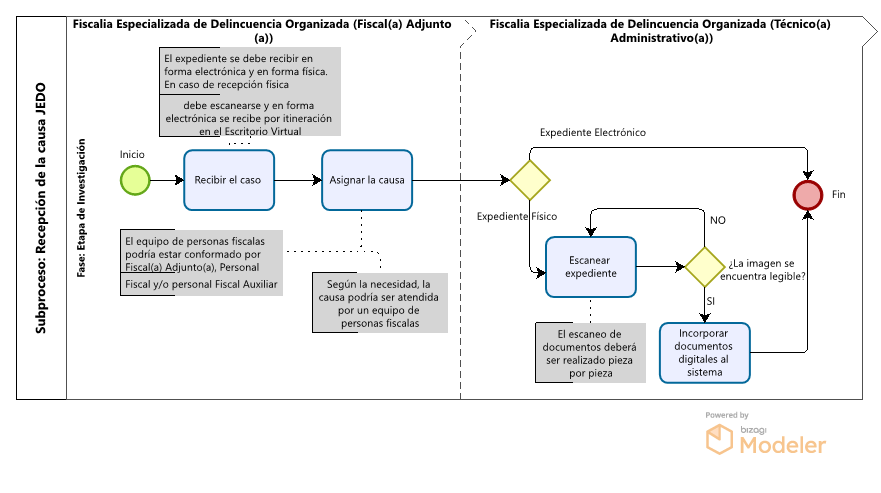 Subproceso: Recepción de la causa JEDO
Fase: Etapa de Investigación
Fiscalia Especializada de Delincuencia Organizada (Fiscal(a) Adjunto
(a))
El expediente se debe recibir en
forma electrónica y en forma física.
En caso de recepción física
debe escanearse y en forma
electrónica se recibe por itineración
en el Escritorio Virtual
Inicio
Recibir el caso
Asignar la causa
El equipo de personas fiscalas
podría estar conformado por
Fiscal(a) Adjunto(a), Personal
Fiscal y/o personal Fiscal Auxiliar
Según la necesidad, la
causa podría ser atendida
por un equipo de
personas fiscalas
Fiscalia Especializada de Delincuencia Organizada (Técnico(a)
Administrativo(a))
Expediente Electrónico
Expediente Físico
Fin
Escanear
expediente
NO
¿La imagen se
encuentra legible?
SI
El escaneo de
documentos deberá
ser realizado pieza
por pieza
Incorporar
documentos
digitales al
sistema
Powered by
bizagi
Modeler